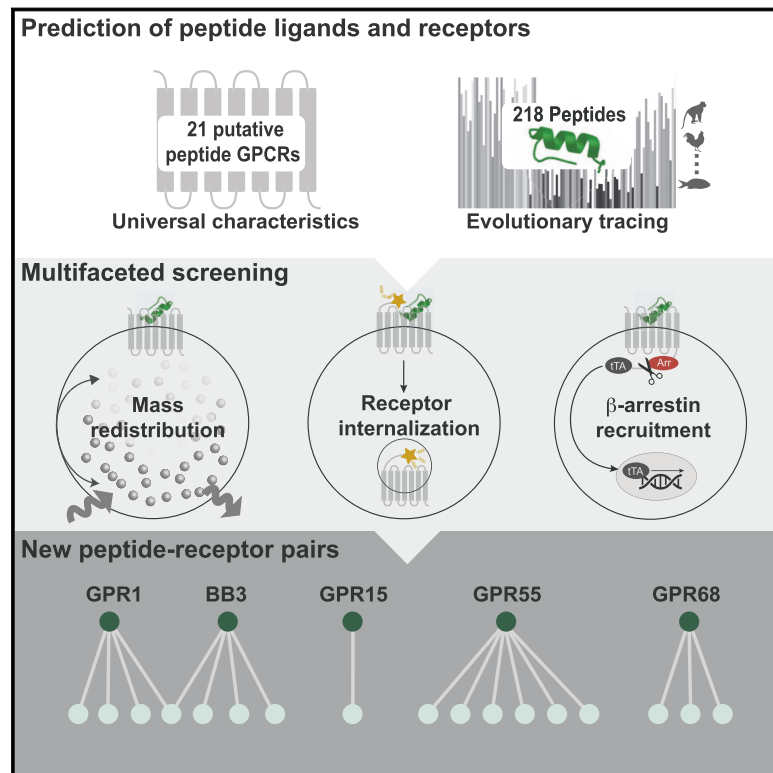 Prediction of peptide ligands and receptors
21 putative
peptide GPCRs
218 Peptides
Universal characteristics
Evolutionary tracing
Multifaceted screening
Mass
redistribution
Receptor
internalization
tTA
Arr
β-arrestin
recruitment
tTA
New peptide-receptor pairs
GPR1
BB3
GPR15
GPR55
GPR68